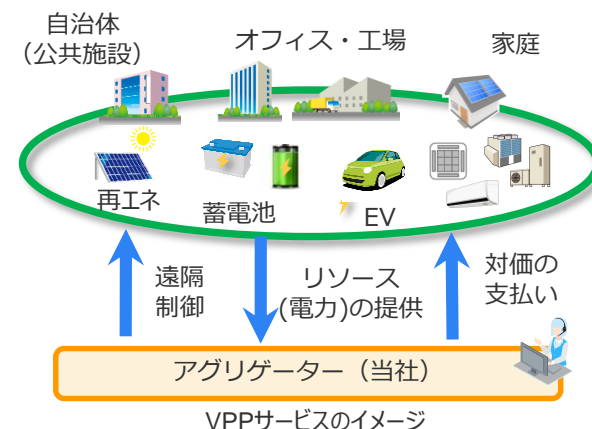 自治体
（公共施設）
オフィス・工場
家庭
再エネ
蓄電池
EV
遠隔
制御
リソース
(電力)の提供
対価の
支払い
アグリゲーター（当社）
VPPサービスのイメージ